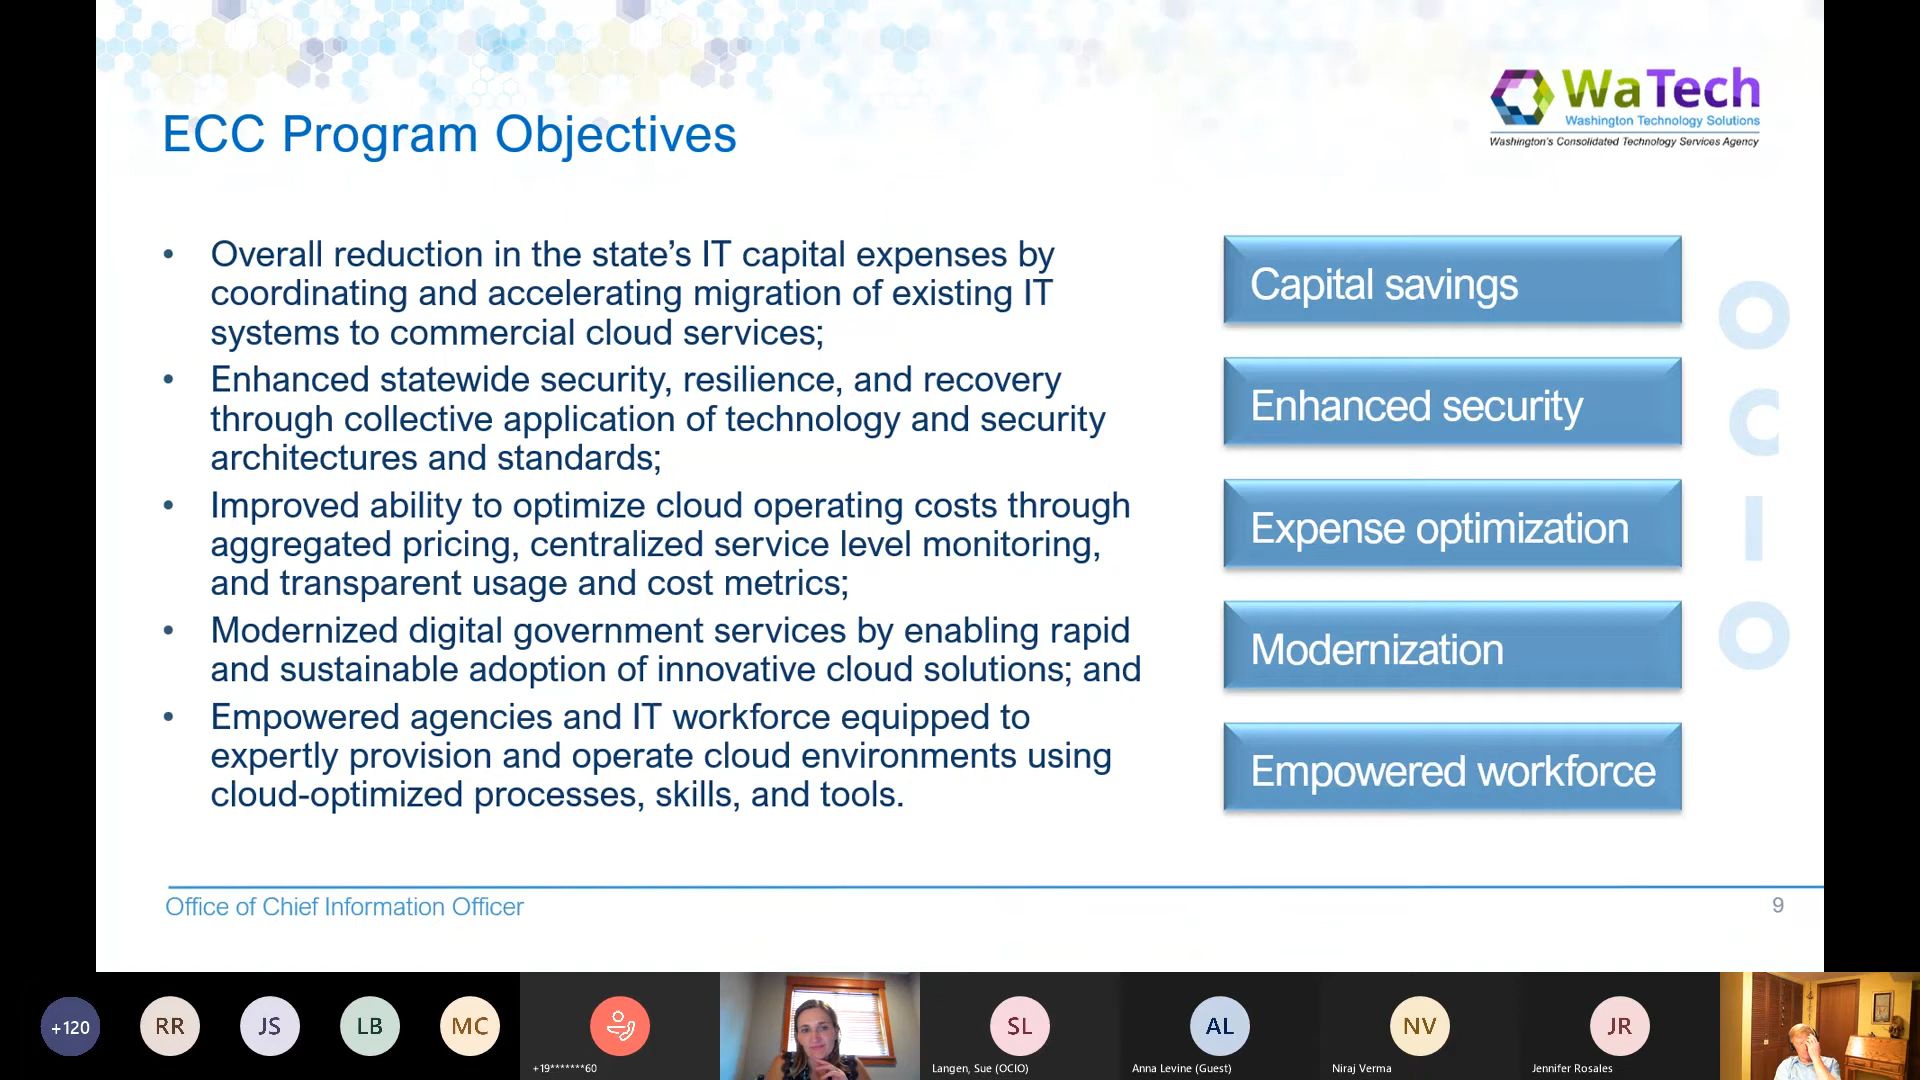 WaTech
Washington Technology Solutions
Washington's Consolidated Technology Services Agency
ECC Program Objectives
• Overall reduction in the state’s IT capital expenses by
coordinating and accelerating migration of existing IT
systems to commercial cloud services;
• Enhanced statewide security, resilience, and recovery
through collective application of technology and security
architectures and standards;
• Improved ability to optimize cloud operating costs through
aggregated pricing, centralized service level monitoring,
and transparent usage and cost metrics;
• Modernized digital government services by enabling rapid
and sustainable adoption of innovative cloud solutions; and
• Empowered agencies and IT workforce equipped to
expertly provision and operate cloud environments using
cloud-optimized processes, skills, and tools.
Capital savings
Enhanced security
Expense optimization
Modernization
Empowered workforce
O
C
I
O
Office of Chief Information Officer
9
+120
RR
JS
LB
MC
+19*******60
SL
Langen, Sue (OCIO)
AL
Anna Levine (Guest)
NV
Niraj Verma
JR
Jennifer Rosales